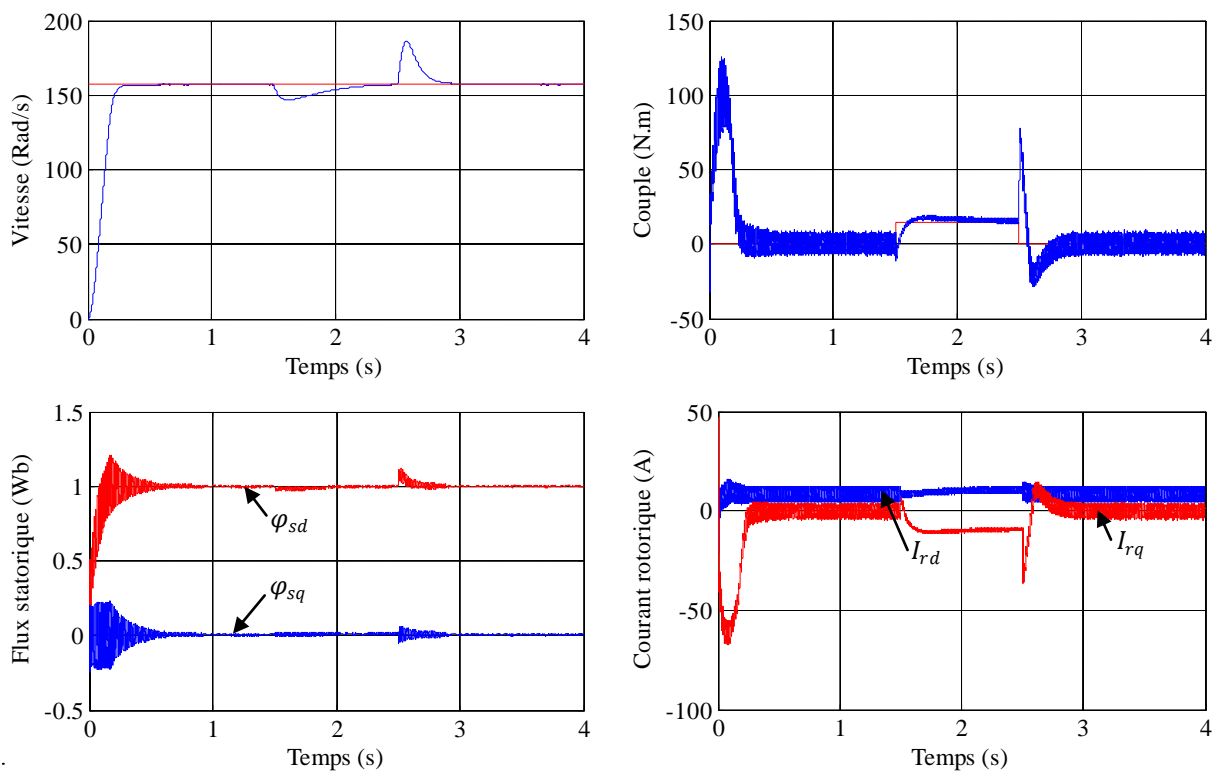 Vitesse (Rad/s)
200
150
100
50
0
0 1 2 3 4
Temps (s)
Couple (N.m)
150
100
50
0
-50
0 1 2 3 4
Temps (s)
Flux statorique (Wb)
1.5
1
0.5
0
-0.5
φsd
φsq
0 1 2 3 4
Temps (s)
Courant rotorique (A)
50
0
-50
-100
Ird
Irq
0 1 2 3 4
Temps (s)
.